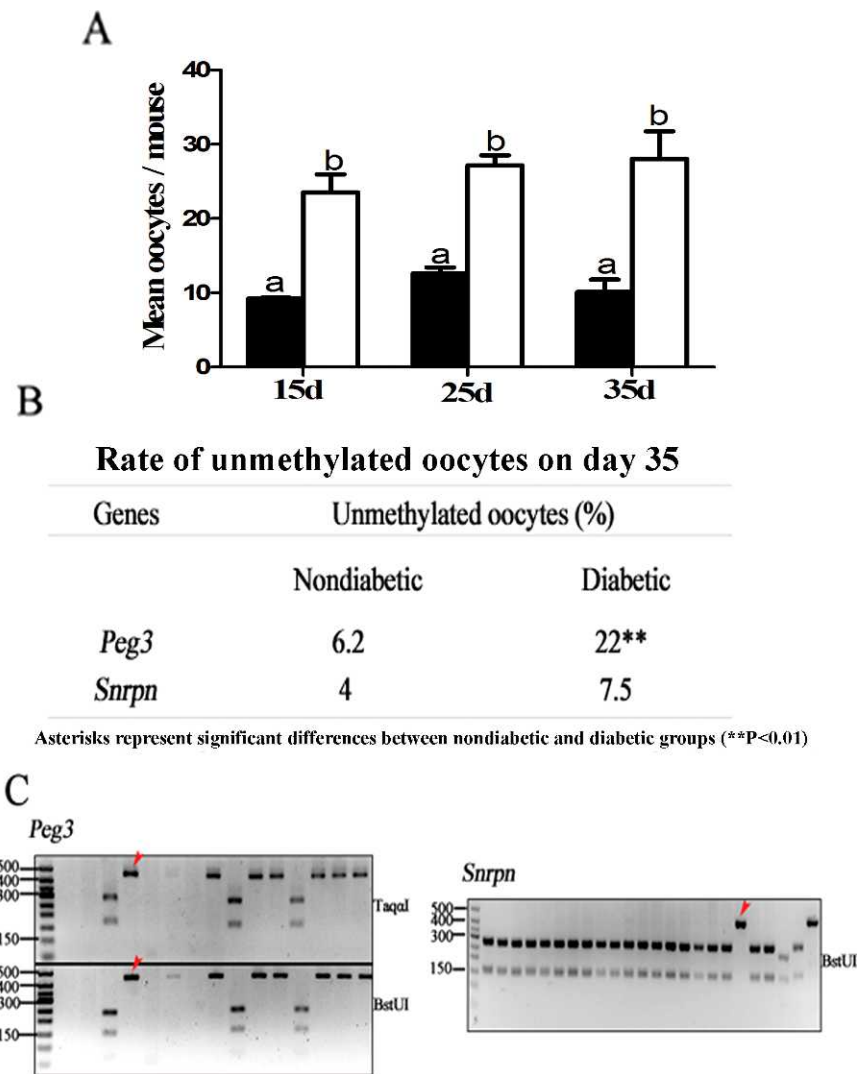 A
Mean oocytes / mouse
40
30
20
10
0
a b a b a b
15d 25d 35d
B
Rate of unmethylated oocytes on day 35
Genes Unmethylated oocytes (%)
Nondiabetic Diabetic
Peg3 6.2 22**
Snrpn 4 7.5
Asterisks represent significant differences between nondiabetic and diabetic groups (**P<0.01)
C
Peg3
500
400
300
150
TaqαI
500
400
300
150
BstUI
Snrpn
500
400
300
150
BstUI